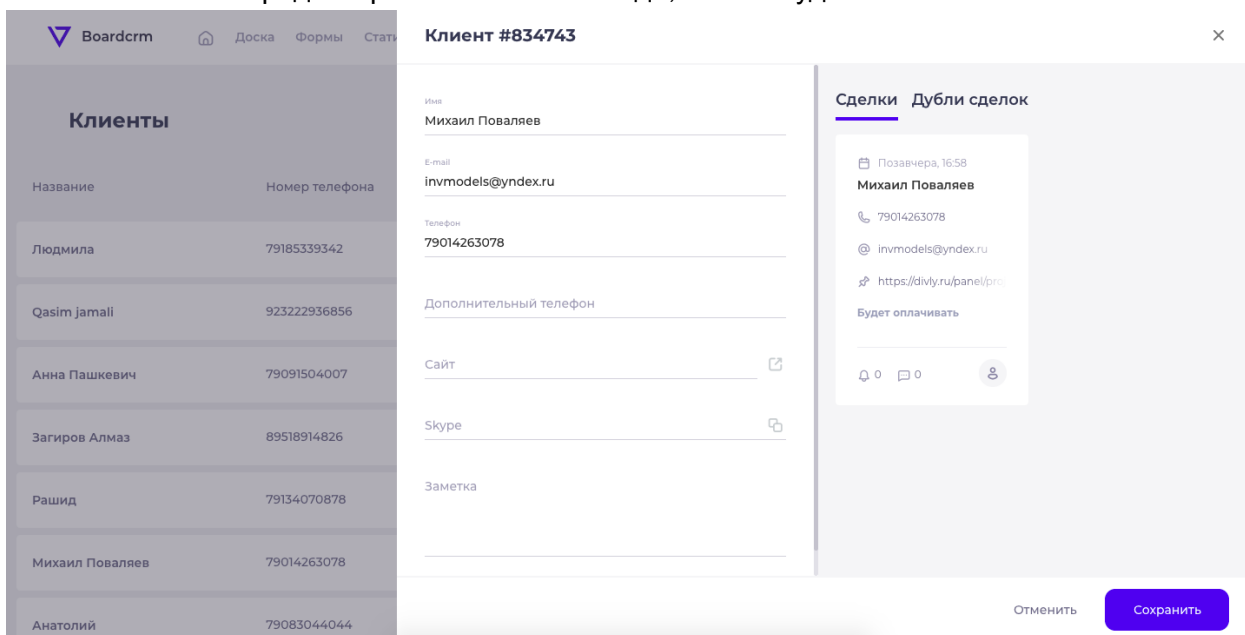 Boardcrm
Доска Формы
Клиент #834743
Клиенты
Название Номер телефона
Людмила 79185339342
Qasim jamali 923222936856
Анна Пашкевич 79091504007
Загиров Алмаз 89518914826
Рашид 79134070878
Михаил Поваляев 79014263078
Анатолий 79083044044
Имя
Михаил Поваляев
E-mail
invmodels@yndex.ru
Телефон
79014263078
Дополнительный телефон
Сайт
Skype
Заметка
Сделки Дубли сделок
Позавчера, 16:58
Михаил Поваляев
79014263078
invmodels@yndex.ru
https://divly.ru/panel/pro
Будет оплачивать
0 0
Отменить Сохранить